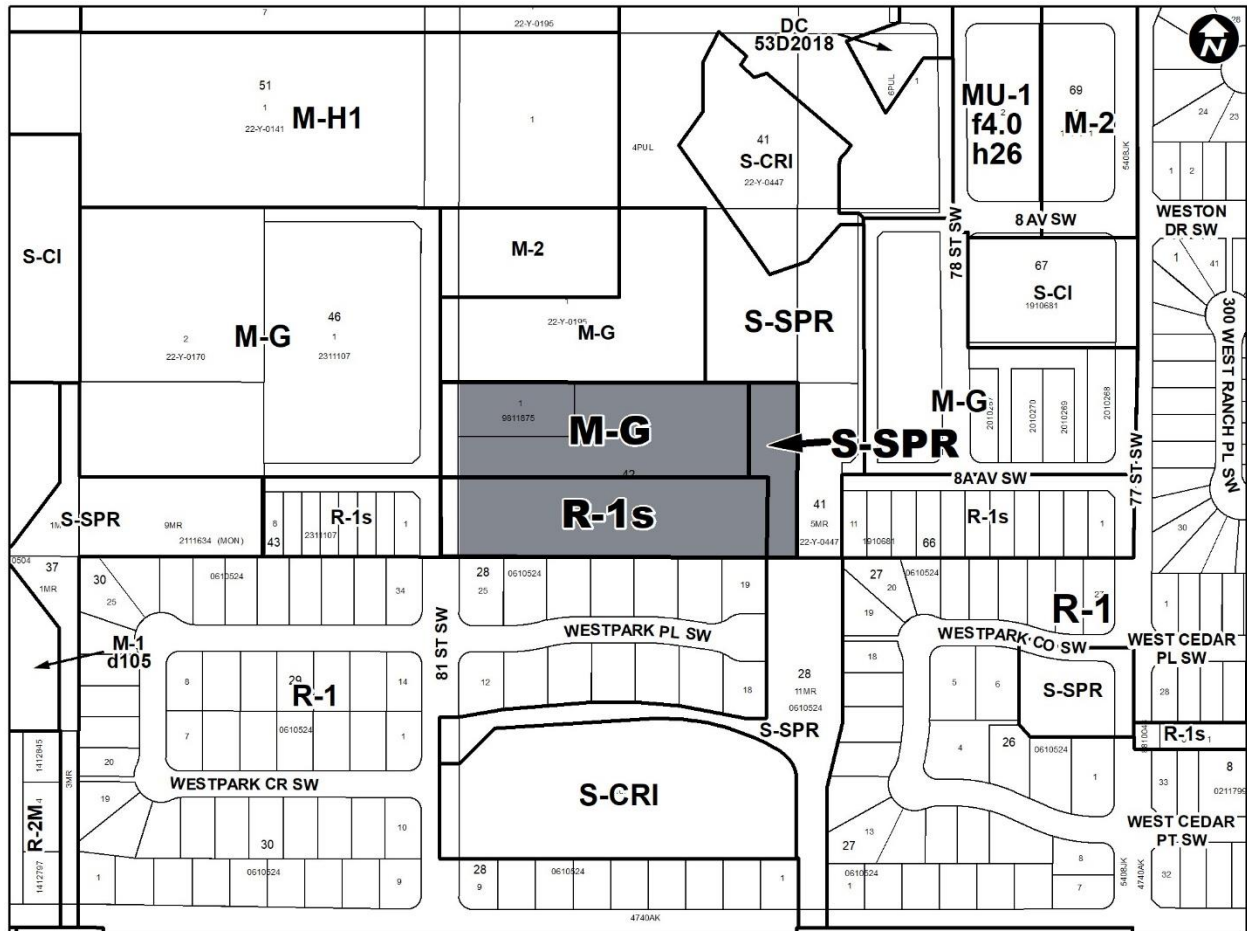 7
22-Y-0195
DC
53D2018
N
51
1
22-Y-0141
M-H1
1
4PUL
41
S-CRI
22-Y-0447
6PUL
1
MU-1
f4.0
h26
69
M-2
5408JK
24
23
1
2
WESTON
DR SW
8 AV SW
78 ST SW
S-CI
M-2
67
S-CI
1910681
1
41
300 WEST RANCH PL SW
2
22-Y-0170
M-G
46
1
2311107
1
22-Y-0195
M-G
S-SPR
M-G
2010270
2010269
2010268
77 ST SW
1
9811875
M-G
S-SPR
42
8A AV SW
S-SPR
9MR
2111634 (MON)
8
43
R-1s
2311107
1
R-1s
41
5MR
22-Y-0447
11
1910681
R-1s
66
1
30
0504
37
1MR
30
25
0610524
34
28
25
0610524
19
27
20
0610524
27
19
R-1
1
M-1
d105
81 ST SW
WESTPARK PL SW
WESTPARK CO SW
WEST CEDAR
PL SW
8
29
R-1
14
12
18
28
11MR
0610524
18
5
6
S-SPR
28
7
0610524
1
S-SPR
R-1s
1
1412845
20
4
26
0610524
1
33
8
0211799
WESTPARK CR SW
S-CRI
R-2M
4
3MR
19
10
WEST CEDAR
PT SW
30
27
13
8
1412797
1
0610524
9
28
9
0610524
1
0610524
1
7
5408JK
4740AK
32
4740AK